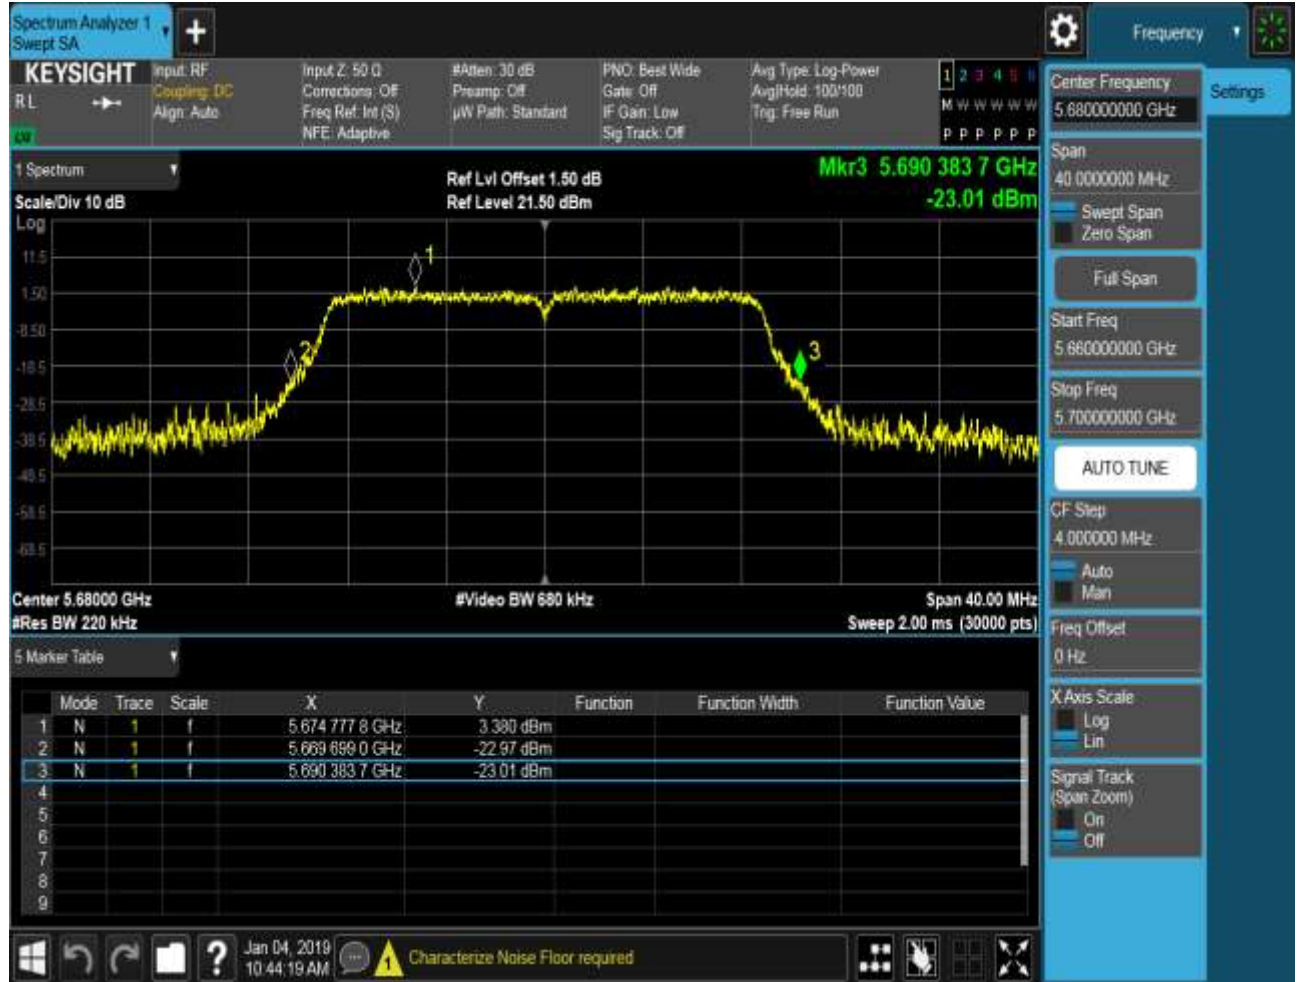 Spectrum Analyzer 1
Swept SA
+
Frequency
KEYSIGHT
RL
Input: RF
Coupling: DC
Align: Auto
Input Z: 50 Ω
Corrections: Off
Freq Ref: Int (S)
NFE: Adaptive
#Atten: 30 dB
Preamp: Off
µW Path: Standard
PNO: Best Wide
Gate: Off
IF Gain: Low
Sig Track: Off
Avg Type: Log-Power
Avg|Hold: 100/100
Trig: Free Run
1 2 3 4 5 6
M W W W W W
P P P P P P
1 Spectrum
Scale/Div 10 dB
Ref Lvl Offset 1.50 dB
Ref Level 21.50 dBm
Mkr3 5.690 383 7 GHz
-23.01 dBm
Log
11.5
1.50
-8.50
-18.5
-28.5
-38.5
-48.5
-58.5
-68.5
1
2
3
Center 5.68000 GHz
#Res BW 220 kHz
#Video BW 680 kHz
Span 40.00 MHz
Sweep 2.00 ms (30000 pts)
5 Marker Table
Mode Trace Scale X Y Function Function Width Function Value
1 N 1 f 5.674 777 8 GHz 3.380 dBm
2 N 1 f 5.669 699 0 GHz -22.97 dBm
3 N 1 f 5.690 383 7 GHz -23.01 dBm
4
5
6
7
8
9
?
Jan 04, 2019
10:44:19 AM
1
Characterize Noise Floor required
Center Frequency
5.680000000 GHz
Settings
Span
40.0000000 MHz
Swept Span
Zero Span
Full Span
Start Freq
5.660000000 GHz
Stop Freq
5.700000000 GHz
AUTO TUNE
CF Step
4.000000 MHz
Auto
Man
Freq Offset
0 Hz
X Axis Scale
Log
Lin
Signal Track
(Span Zoom)
On
Off